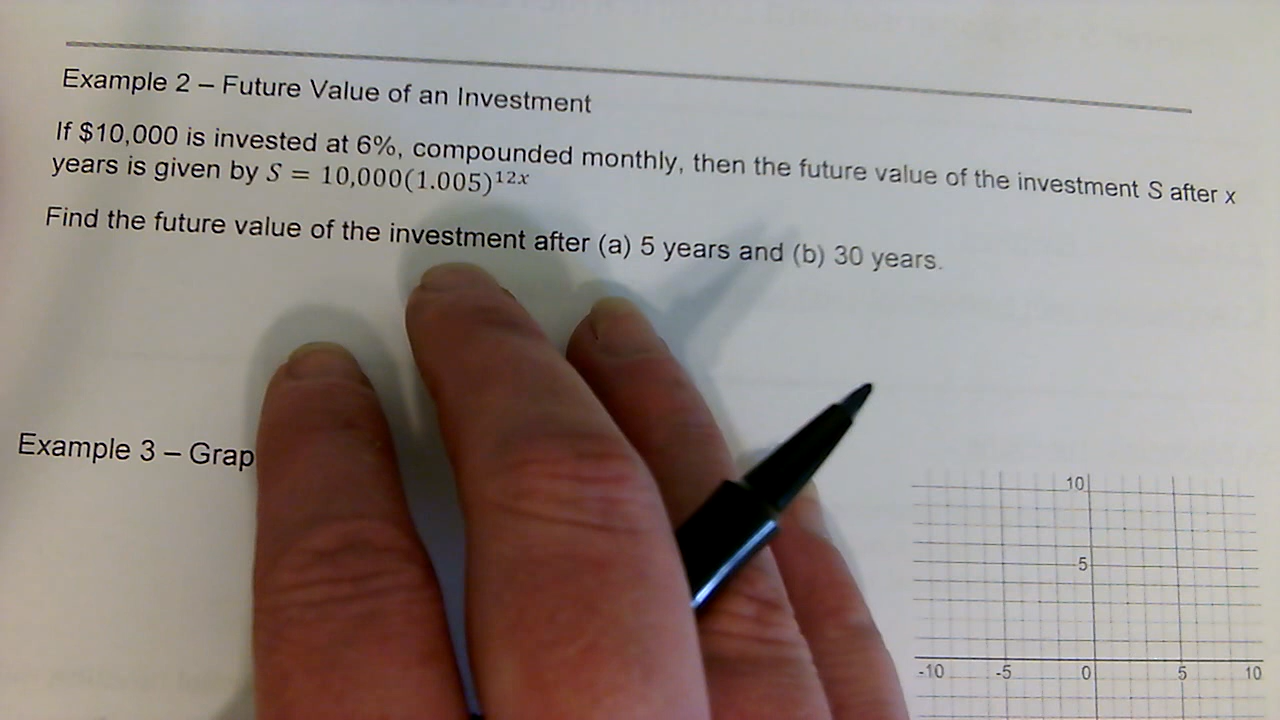 Example 2 – Future Value of an Investment
If $10,000 is invested at 6%, compounded monthly, then the future value of the investment S after x
years is given by S = 10,000(1.005)¹²ˣ
Find the future value of the investment after (a) 5 years and (b) 30 years.
Example 3 – Grap
10
5
-10 -5 0 5 10